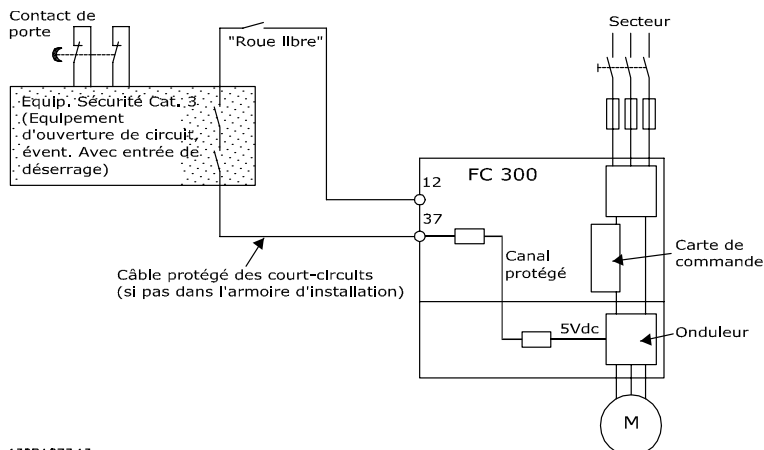 Contact de
porte
"Roue libre"
Secteur
Equip. Sécurité Cat. 3
(Equipement
d'ouverture de circuit,
évent. Avec entrée de
déserrage)
FC 300
12
37
Canal
protégé
Carte de
commande
Câble protégé des court-circuits
(si pas dans l'armoire d'installation)
5Vdc
Onduleur
M